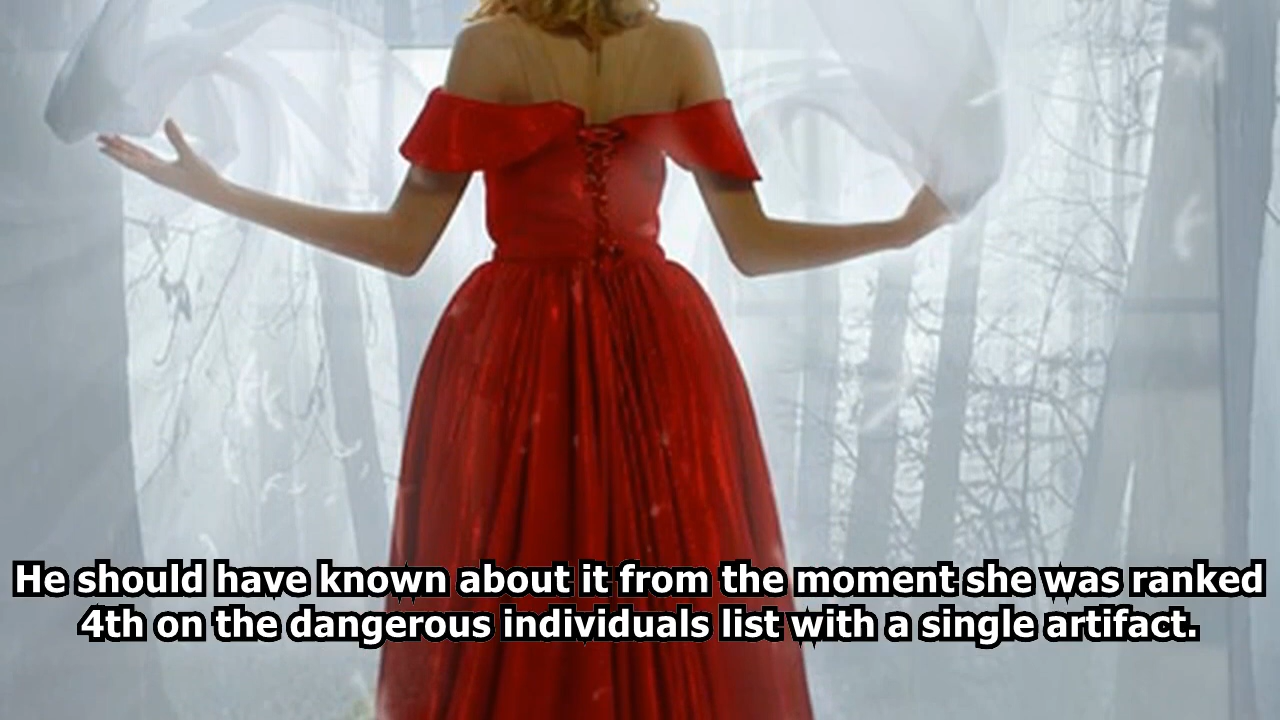 He should have known about it from the moment she was ranked
4th on the dangerous individuals list with a single artifact.